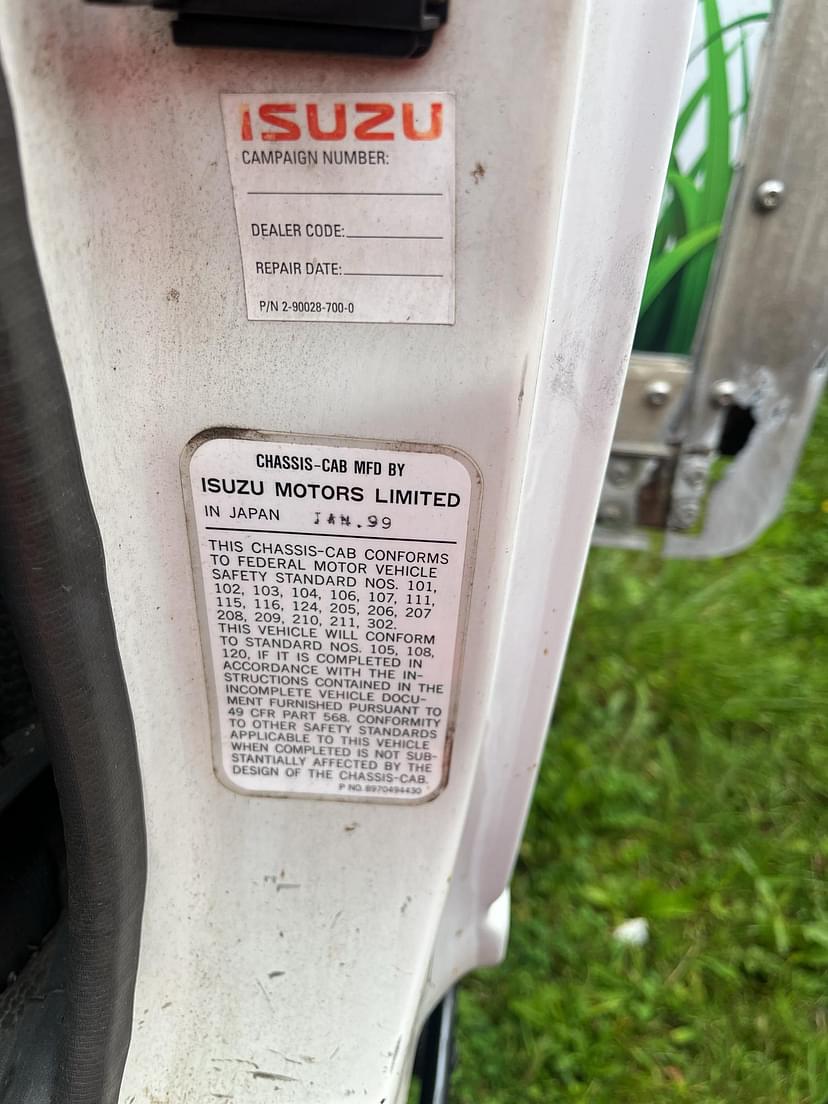 ISUZU
CAMPAIGN NUMBER:
DEALER CODE:
REPAIR DATE:
P/N 2-90028-700-0
CHASSIS-CAB MFD BY
ISUZU MOTORS LIMITED
IN JAPAN JAN.99
THIS CHASSIS-CAB CONFORMS
TO FEDERAL MOTOR VEHICLE
SAFETY STANDARD NOS. 101,
102, 103, 104, 106, 107, 111,
115, 116, 124, 205, 206, 207
208, 209, 210, 211, 302.
THIS VEHICLE WILL CONFORM
TO STANDARD NOS. 105, 108,
120, IF IT IS COMPLETED IN
ACCORDANCE WITH THE IN-
STRUCTIONS CONTAINED IN THE
INCOMPLETE VEHICLE DOCU-
MENT FURNISHED PURSUANT TO
49 CFR PART 568. CONFORMITY
TO OTHER SAFETY STANDARDS
APPLICABLE TO THIS VEHICLE
WHEN COMPLETED IS NOT SUB-
STANTIALLY AFFECTED BY THE
DESIGN OF THE CHASSIS-CAB.
P NO. 8970494430